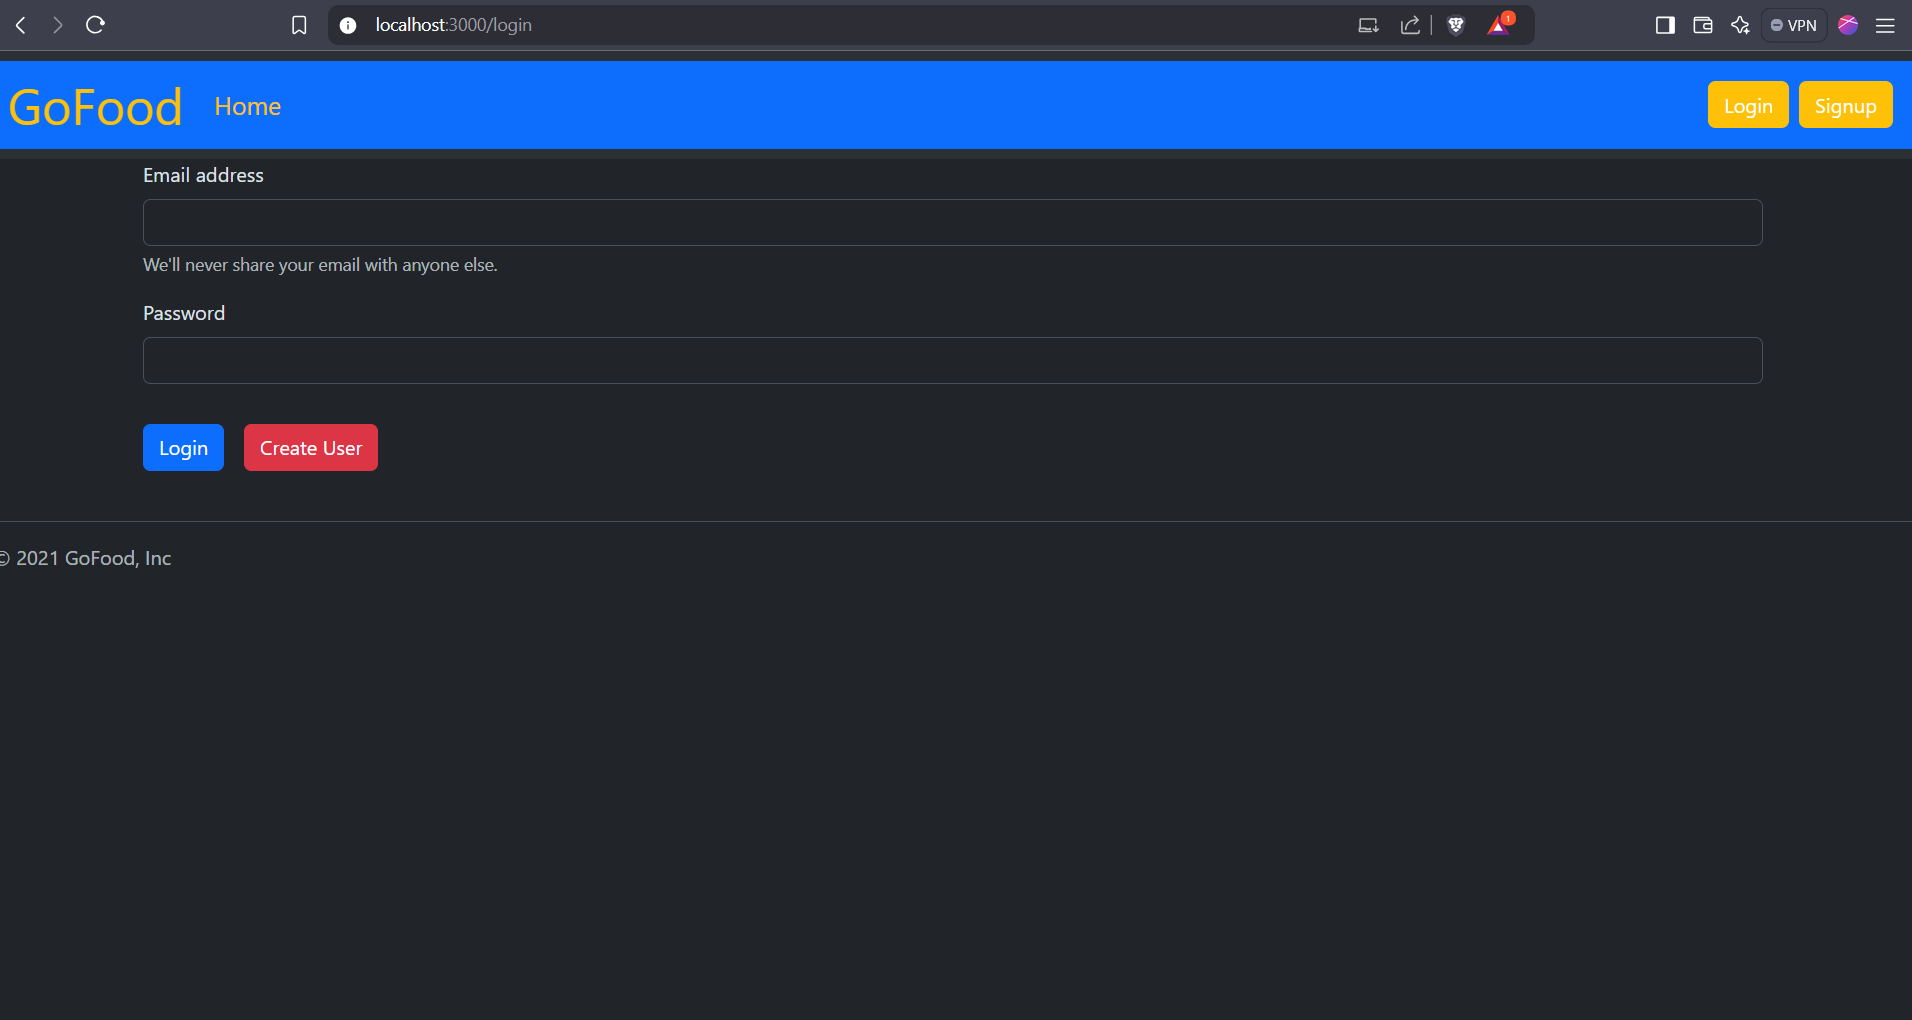 localhost:3000/login
1
VPN
GoFood Home Login Signup
Email address
We'll never share your email with anyone else.
Password
Login Create User
© 2021 GoFood, Inc